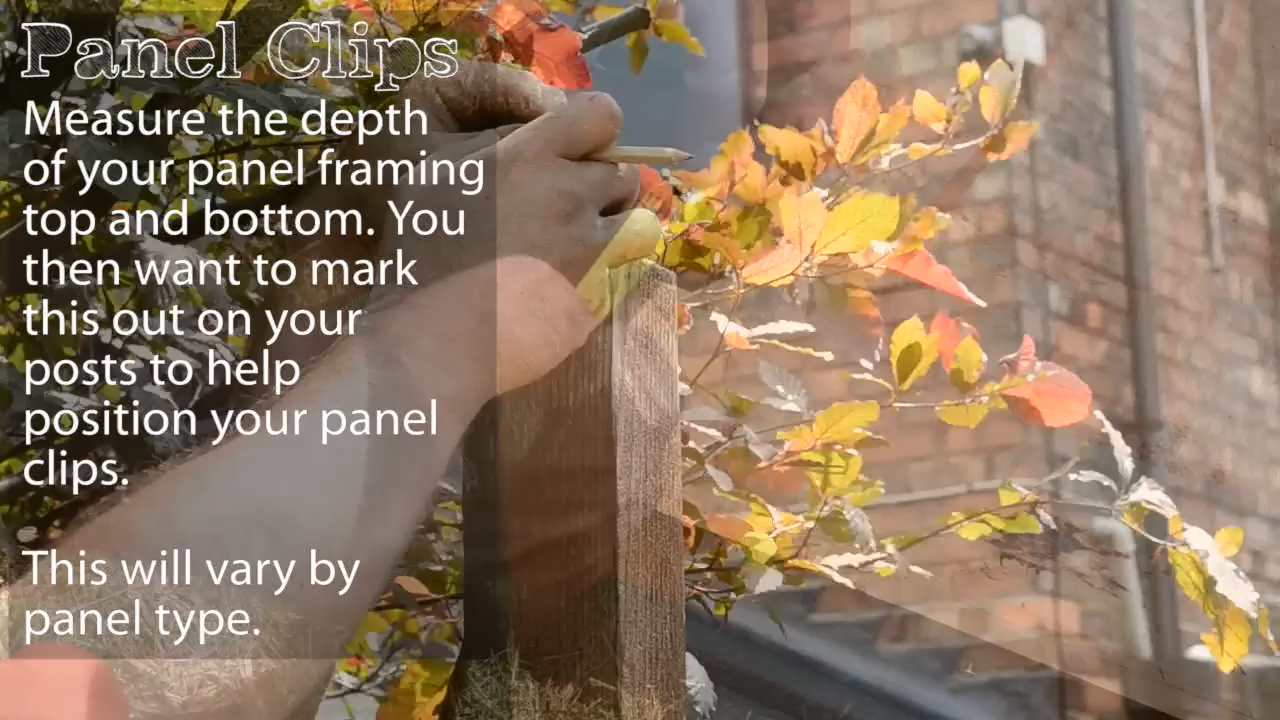 Panel Clips
Measure the depth
of your panel framing
top and bottom. You
then want to mark
this out on your
posts to help
position your panel
clips.
This will vary by
panel type.